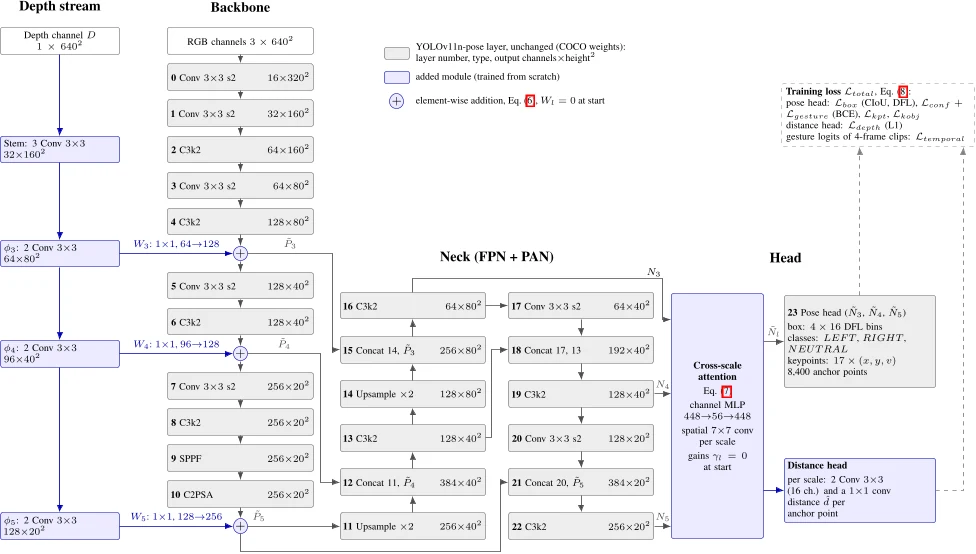 Depth stream
Backbone
Depth channel D
1 × 640²
RGB channels 3 × 640²
0 Conv 3×3 s2 16×320²
1 Conv 3×3 s2 32×160²
2 C3k2 64×160²
3 Conv 3×3 s2 64×80²
4 C3k2 128×80²
Stem: 3 Conv 3×3
32×160²
YOLOv11n-pose layer, unchanged (COCO weights):
layer number, type, output channels×height²
added module (trained from scratch)
element-wise addition, Eq. (6), W_l = 0 at start
Training loss ℒ_total, Eq. (8):
pose head: ℒ_box (CIoU, DFL), ℒ_conf +
ℒ_gesture (BCE), ℒ_kpt, ℒ_kobj
distance head: ℒ_depth (L1)
gesture logits of 4-frame clips: ℒ_temporal
ϕ₃: 2 Conv 3×3
64×80²
W₃: 1×1, 64→128
+
P̃₃
5 Conv 3×3 s2 128×40²
6 C3k2 128×40²
ϕ₄: 2 Conv 3×3
96×40²
W₄: 1×1, 96→128
+
P̃₄
7 Conv 3×3 s2 256×20²
8 C3k2 256×20²
9 SPPF 256×20²
10 C2PSA 256×20²
ϕ₅: 2 Conv 3×3
128×20²
W₅: 1×1, 128→256
+
P̃₅
Neck (FPN + PAN)
N₃
16 C3k2 64×80²
15 Concat 14, P̃₃ 256×80²
14 Upsample ×2 128×80²
13 C3k2 128×40²
12 Concat 11, P̃₄ 384×40²
11 Upsample ×2 256×40²
17 Conv 3×3 s2 64×40²
18 Concat 17, 13 192×40²
19 C3k2 128×40²
20 Conv 3×3 s2 128×20²
21 Concat 20, P̃₅ 384×20²
22 C3k2 256×20²
N₄
N₅
Cross-scale
attention
Eq. (7)
channel MLP
448→56→448
spatial 7×7 conv
per scale
gains γ_l = 0
at start
Head
Ñ_l
23 Pose head (Ñ₃, Ñ₄, Ñ₅)
box: 4 × 16 DFL bins
classes: LEFT, RIGHT,
NEUTRAL
keypoints: 17 × (x, y, v)
8,400 anchor points
Distance head
per scale: 2 Conv 3×3
(16 ch.) and a 1×1 conv
distance d̂ per
anchor point